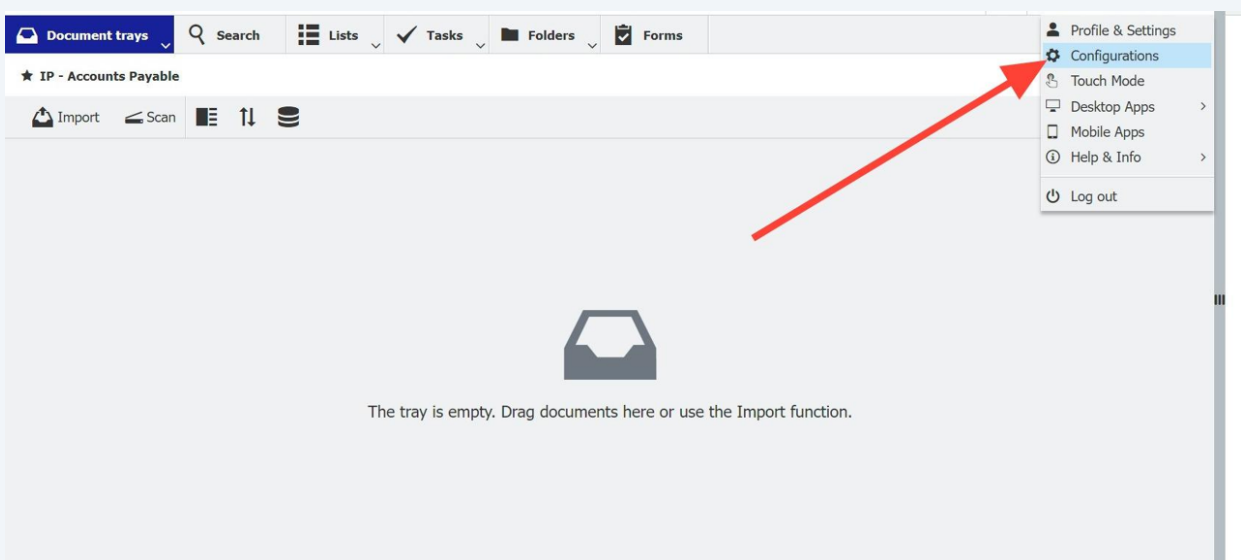 Document trays Search Lists Tasks Folders Forms
IP - Accounts Payable
Import Scan
Profile & Settings
Configurations
Touch Mode
Desktop Apps
Mobile Apps
Help & Info
Log out
The tray is empty. Drag documents here or use the Import function.